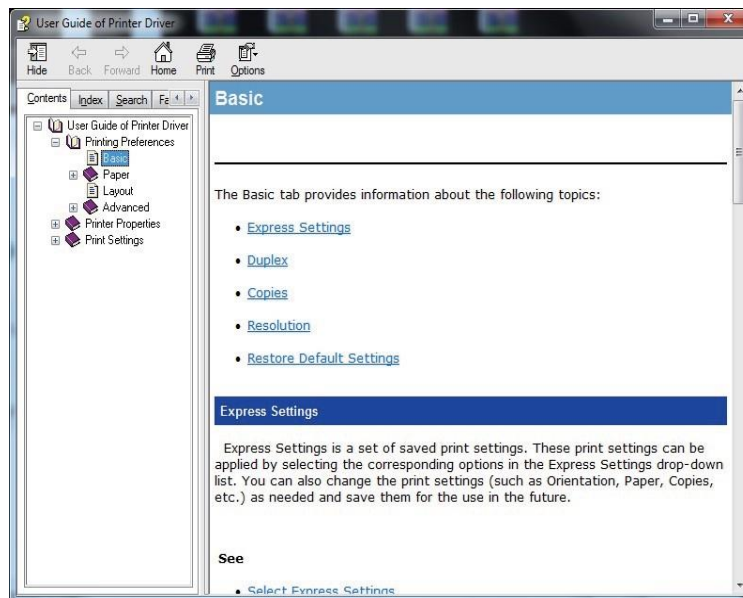 User Guide of Printer Driver
Hide Back Forward Home Print Options
Contents Index Search
User Guide of Printer Driver
Printing Preferences
Basic
Paper
Layout
Advanced
Printer Properties
Print Settings
Basic
The Basic tab provides information about the following topics:
• Express Settings
• Duplex
• Copies
• Resolution
• Restore Default Settings
Express Settings
Express Settings is a set of saved print settings. These print settings can be
applied by selecting the corresponding options in the Express Settings drop-down
list. You can also change the print settings (such as Orientation, Paper, Copies,
etc.) as needed and save them for the use in the future.
See
• Select Express Settings